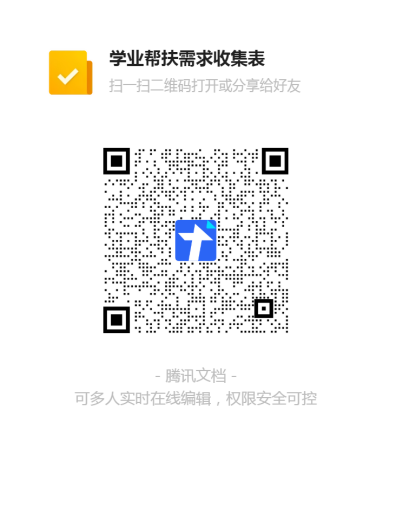 学业帮扶需求收集表
扫一扫二维码打开或分享给好友
- 腾讯文档 -
可多人实时在线编辑，权限安全可控